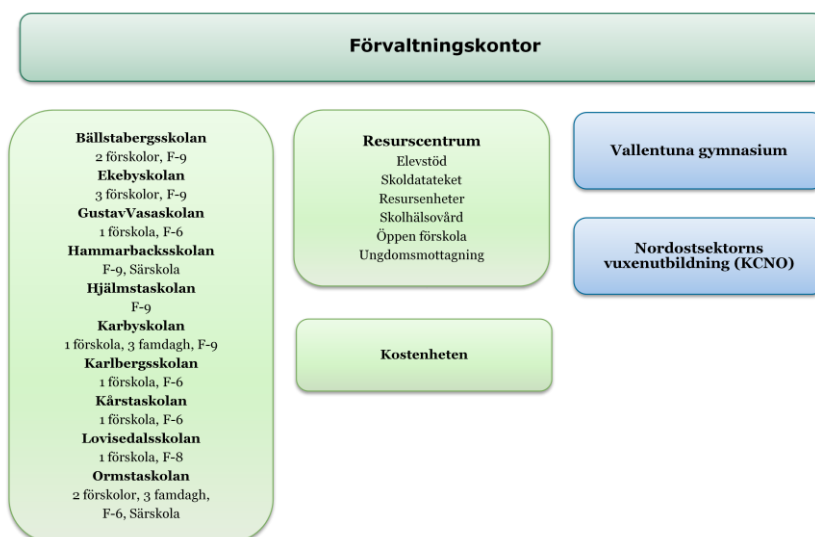 Förvaltningskontor
Bällstabergsskolan
2 förskolor, F-9
Ekebyskolan
3 förskolor, F-9
GustavVasaskolan
1 förskola, F-6
Hammarbacksskolan
F-9, Särskola
Hjälmstaskolan
F-9
Karbyskolan
1 förskola, 3 famdagh, F-9
Karlbergsskolan
1 förskola, F-6
Kårstaskolan
1 förskola, F-6
Lovisedalsskolan
1 förskola, F-8
Ormstaskolan
2 förskolor, 3 famdagh,
F-6, Särskola
Resurscentrum
Elevstöd
Skoldatateket
Resursenheter
Skolhälsovård
Öppen förskola
Ungdomsmottagning
Kostenheten
Vallentuna gymnasium
Nordostsektorns
vuxenutbildning (KCNO)